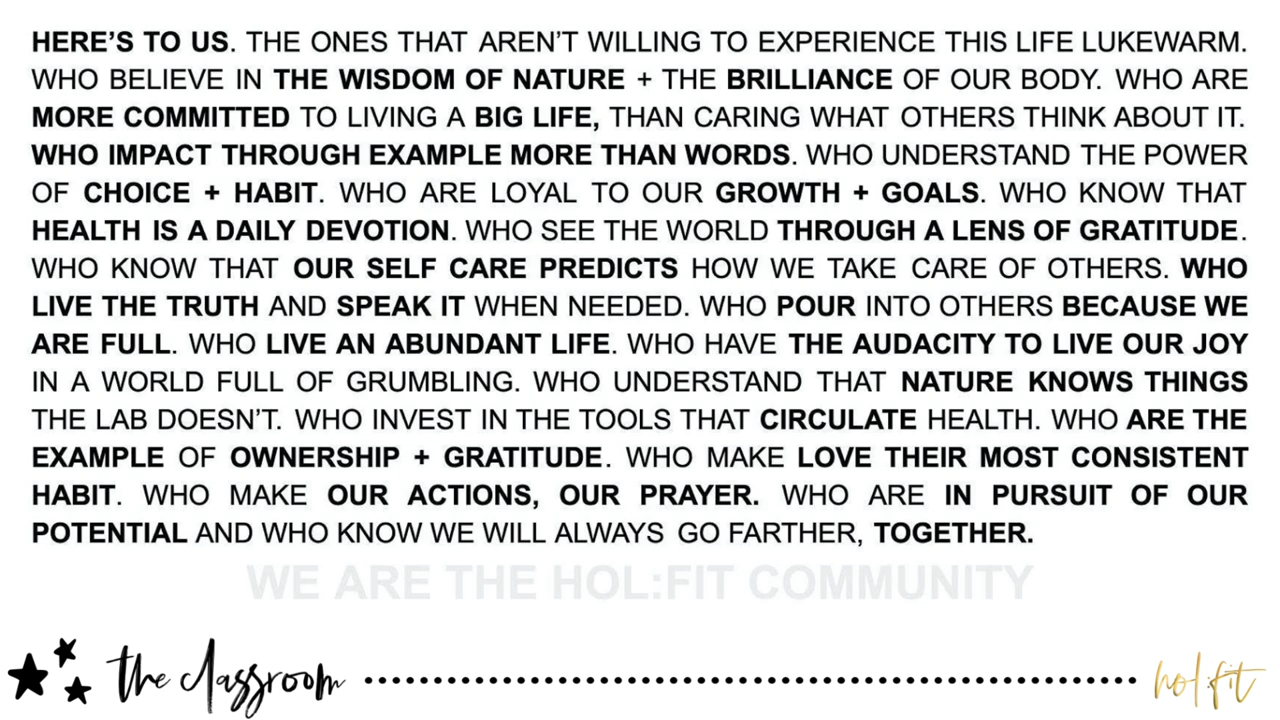 HERE'S TO US. THE ONES THAT AREN'T WILLING TO EXPERIENCE THIS LIFE LUKEWARM.
WHO BELIEVE IN THE WISDOM OF NATURE + THE BRILLIANCE OF OUR BODY. WHO ARE
MORE COMMITTED TO LIVING A BIG LIFE, THAN CARING WHAT OTHERS THINK ABOUT IT.
WHO IMPACT THROUGH EXAMPLE MORE THAN WORDS. WHO UNDERSTAND THE POWER
OF CHOICE + HABIT. WHO ARE LOYAL TO OUR GROWTH + GOALS. WHO KNOW THAT
HEALTH IS A DAILY DEVOTION. WHO SEE THE WORLD THROUGH A LENS OF GRATITUDE.
WHO KNOW THAT OUR SELF CARE PREDICTS HOW WE TAKE CARE OF OTHERS. WHO
LIVE THE TRUTH AND SPEAK IT WHEN NEEDED. WHO POUR INTO OTHERS BECAUSE WE
ARE FULL. WHO LIVE AN ABUNDANT LIFE. WHO HAVE THE AUDACITY TO LIVE OUR JOY
IN A WORLD FULL OF GRUMBLING. WHO UNDERSTAND THAT NATURE KNOWS THINGS
THE LAB DOESN'T. WHO INVEST IN THE TOOLS THAT CIRCULATE HEALTH. WHO ARE THE
EXAMPLE OF OWNERSHIP + GRATITUDE. WHO MAKE LOVE THEIR MOST CONSISTENT
HABIT. WHO MAKE OUR ACTIONS, OUR PRAYER. WHO ARE IN PURSUIT OF OUR
POTENTIAL AND WHO KNOW WE WILL ALWAYS GO FARTHER, TOGETHER.
WE ARE THE HOL:FIT COMMUNITY
the classroom
hol:fit